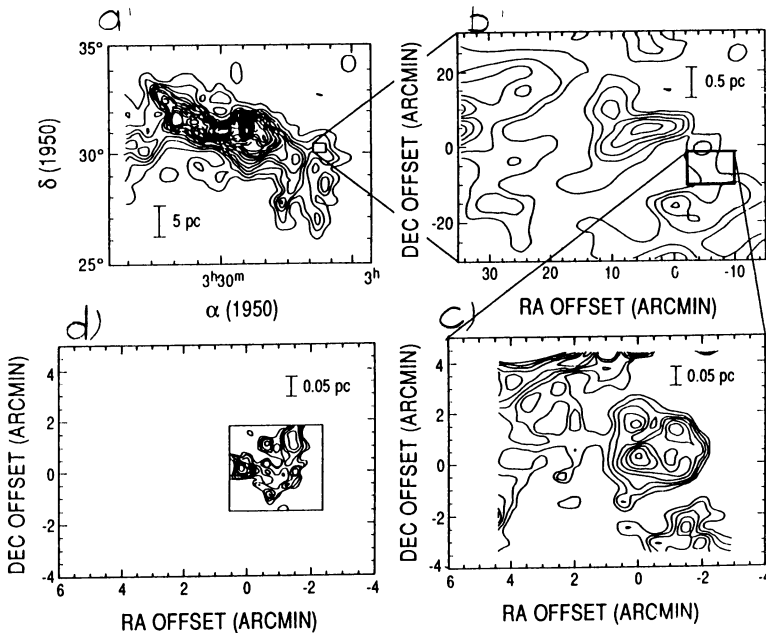 a'
35°
30°
25°
δ (1950)
5 pc
3ʰ30ᵐ
3ʰ
α (1950)
b'
20
0
-20
DEC OFFSET (ARCMIN)
0.5 pc
30
20
10
0
-10
RA OFFSET (ARCMIN)
d)
4
2
0
-2
-4
DEC OFFSET (ARCMIN)
0.05 pc
6
4
2
0
-2
-4
RA OFFSET (ARCMIN)
c)
4
2
0
-2
-4
DEC OFFSET (ARCMIN)
0.05 pc
6
4
2
0
-2
-4
RA OFFSET (ARCMIN)